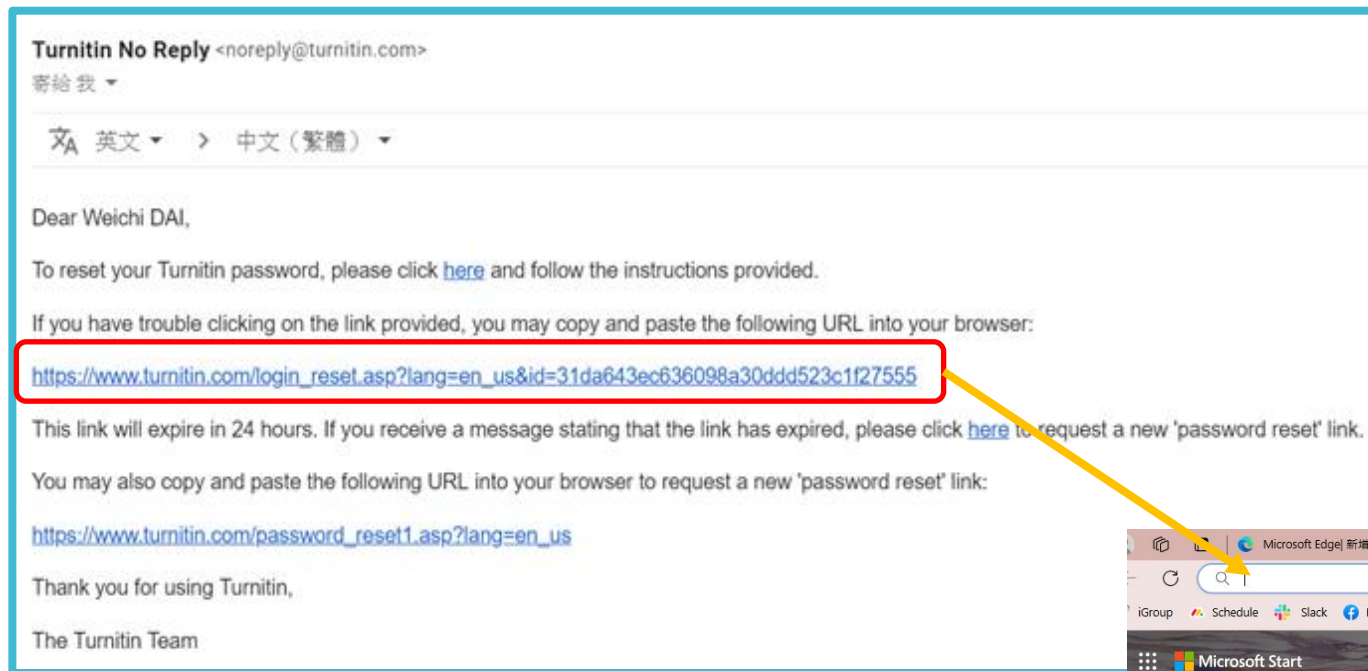 Turnitin No Reply <noreply@turnitin.com>
寄給 我
英文 > 中文（繁體）
Dear Weichi DAI,
To reset your Turnitin password, please click here and follow the instructions provided.
If you have trouble clicking on the link provided, you may copy and paste the following URL into your browser:
https://www.turnitin.com/login_reset.asp?lang=en_us&id=31da643ec636098a30ddd523c1f27555
This link will expire in 24 hours. If you receive a message stating that the link has expired, please click here to request a new 'password reset' link.
You may also copy and paste the following URL into your browser to request a new 'password reset' link:
https://www.turnitin.com/password_reset1.asp?lang=en_us
Thank you for using Turnitin,
The Turnitin Team
Microsoft Edge| 新增
iGroup Schedule Slack
Microsoft Start